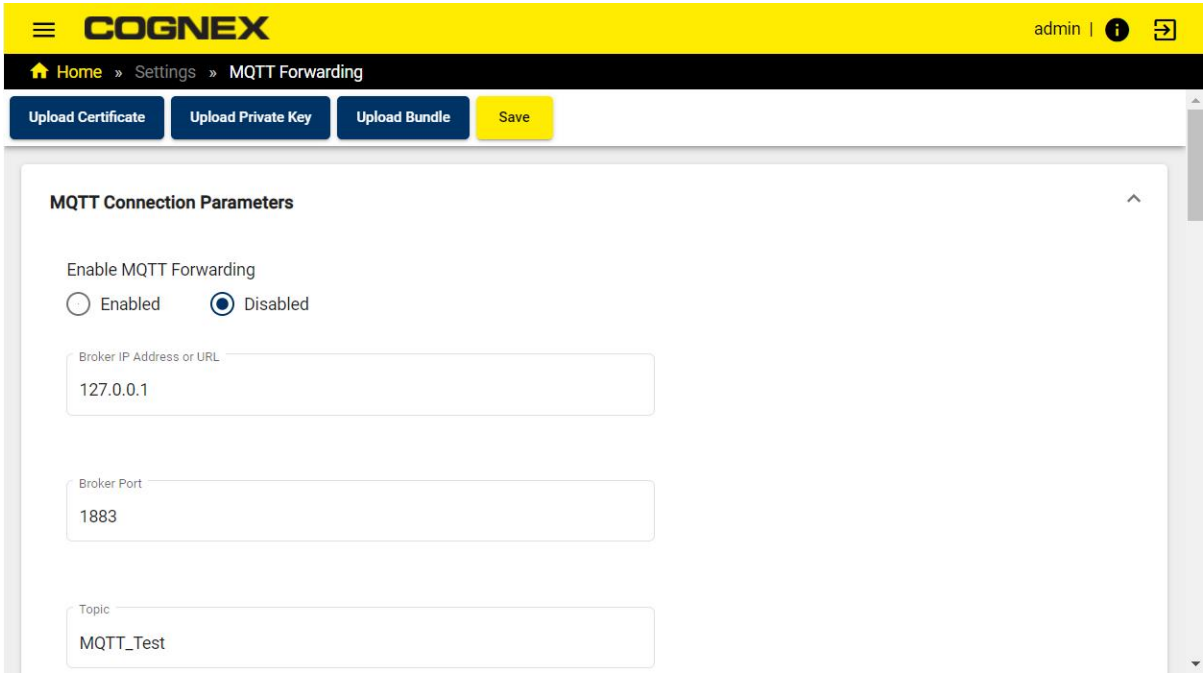 COGNEX
admin |
Home » Settings » MQTT Forwarding
Upload Certificate Upload Private Key Upload Bundle Save
MQTT Connection Parameters
Enable MQTT Forwarding
Enabled Disabled
Broker IP Address or URL
127.0.0.1
Broker Port
1883
Topic
MQTT_Test